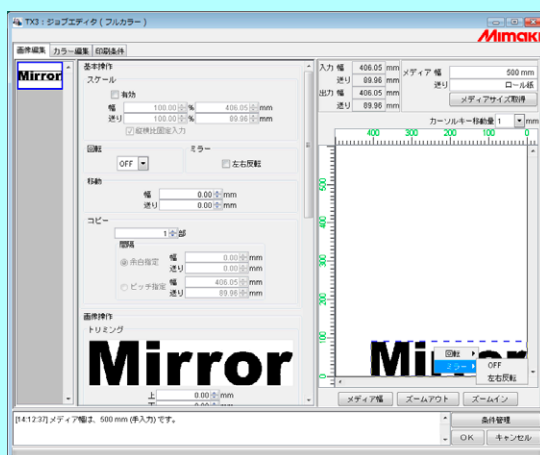 TX3：ジョブエディタ ( フルカラー )
Mimaki
画像編集 カラー編集 印刷条件
Mirror
基本操作
スケール
有効
幅 100.00 % 406.05 mm
送り 100.00 % 89.96 mm
縦横比固定入力
回転 ミラー
OFF 左右反転
移動
幅 0.00 mm
送り 0.00 mm
コピー
1 部
間隔
余白指定 幅 0.00 mm
送り 0.00 mm
ピッチ指定 幅 406.05 mm
送り 89.96 mm
画像操作
トリミング
Mirror
上 0.00 mm
入力 幅 406.05 mm
送り 89.96 mm
出力 幅 406.05 mm
送り 89.96 mm
メディア 幅 500 mm
送り ロール紙
メディアサイズ取得
カーソルキー移動量 1 mm
400 300 200 100 0
500
400
300
200
100
0
Mirror
回転
ミラー
OFF
左右反転
メディア幅 ズームアウト ズームイン
[14:12:37] メディア幅は、500 mm (手入力) です。
条件管理
OK キャンセル